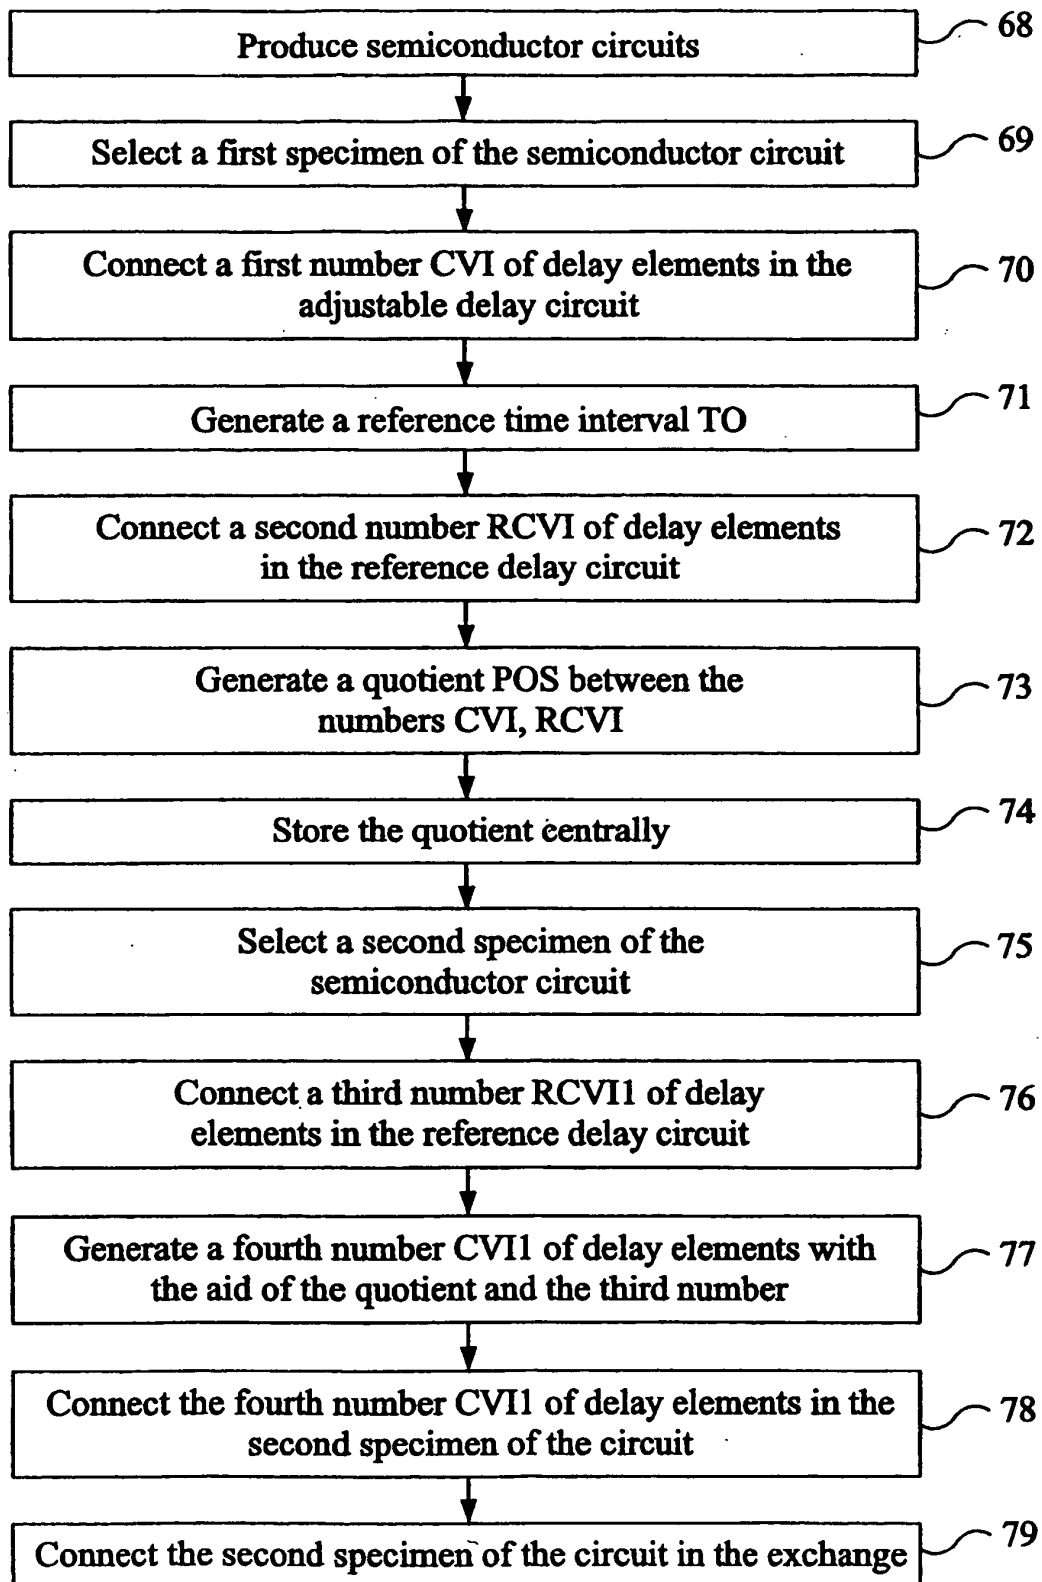 Produce semiconductor circuits
68
Select a first specimen of the semiconductor circuit
69
Connect a first number CVI of delay elements in the
adjustable delay circuit
70
Generate a reference time interval TO
71
Connect a second number RCVI of delay elements
in the reference delay circuit
72
Generate a quotient POS between the
numbers CVI, RCVI
73
Store the quotient centrally
74
Select a second specimen of the
semiconductor circuit
75
Connect a third number RCVI1 of delay
elements in the reference delay circuit
76
Generate a fourth number CVI1 of delay elements with
the aid of the quotient and the third number
77
Connect the fourth number CVI1 of delay elements in the
second specimen of the circuit
78
Connect the second specimen of the circuit in the exchange
79